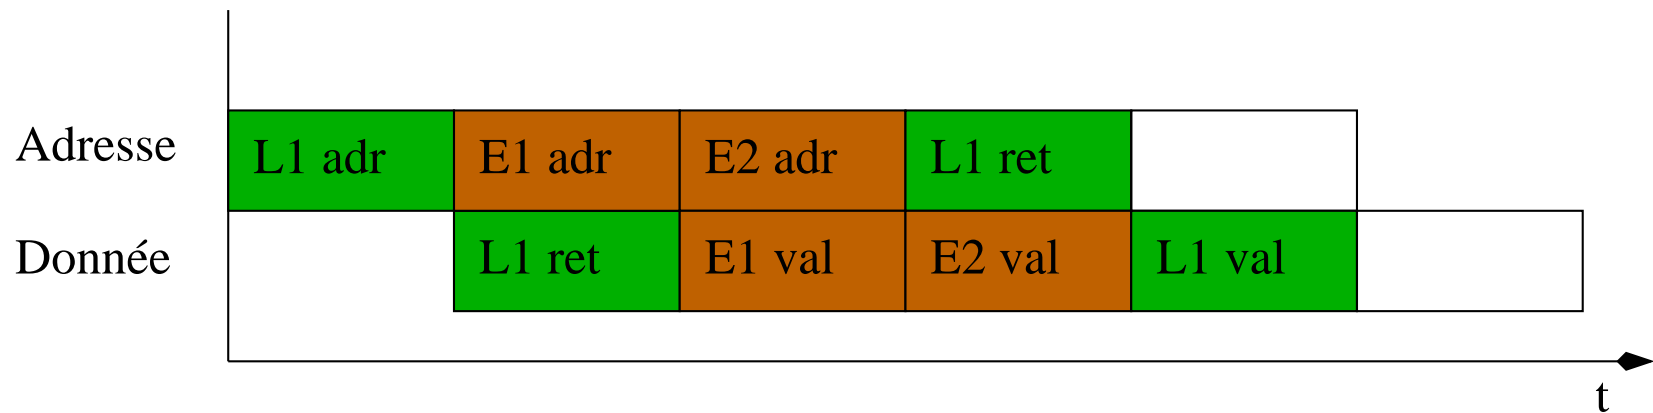 Adresse L1 adr E1 adr E2 adr L1 ret
Donnée L1 ret E1 val E2 val L1 val
t